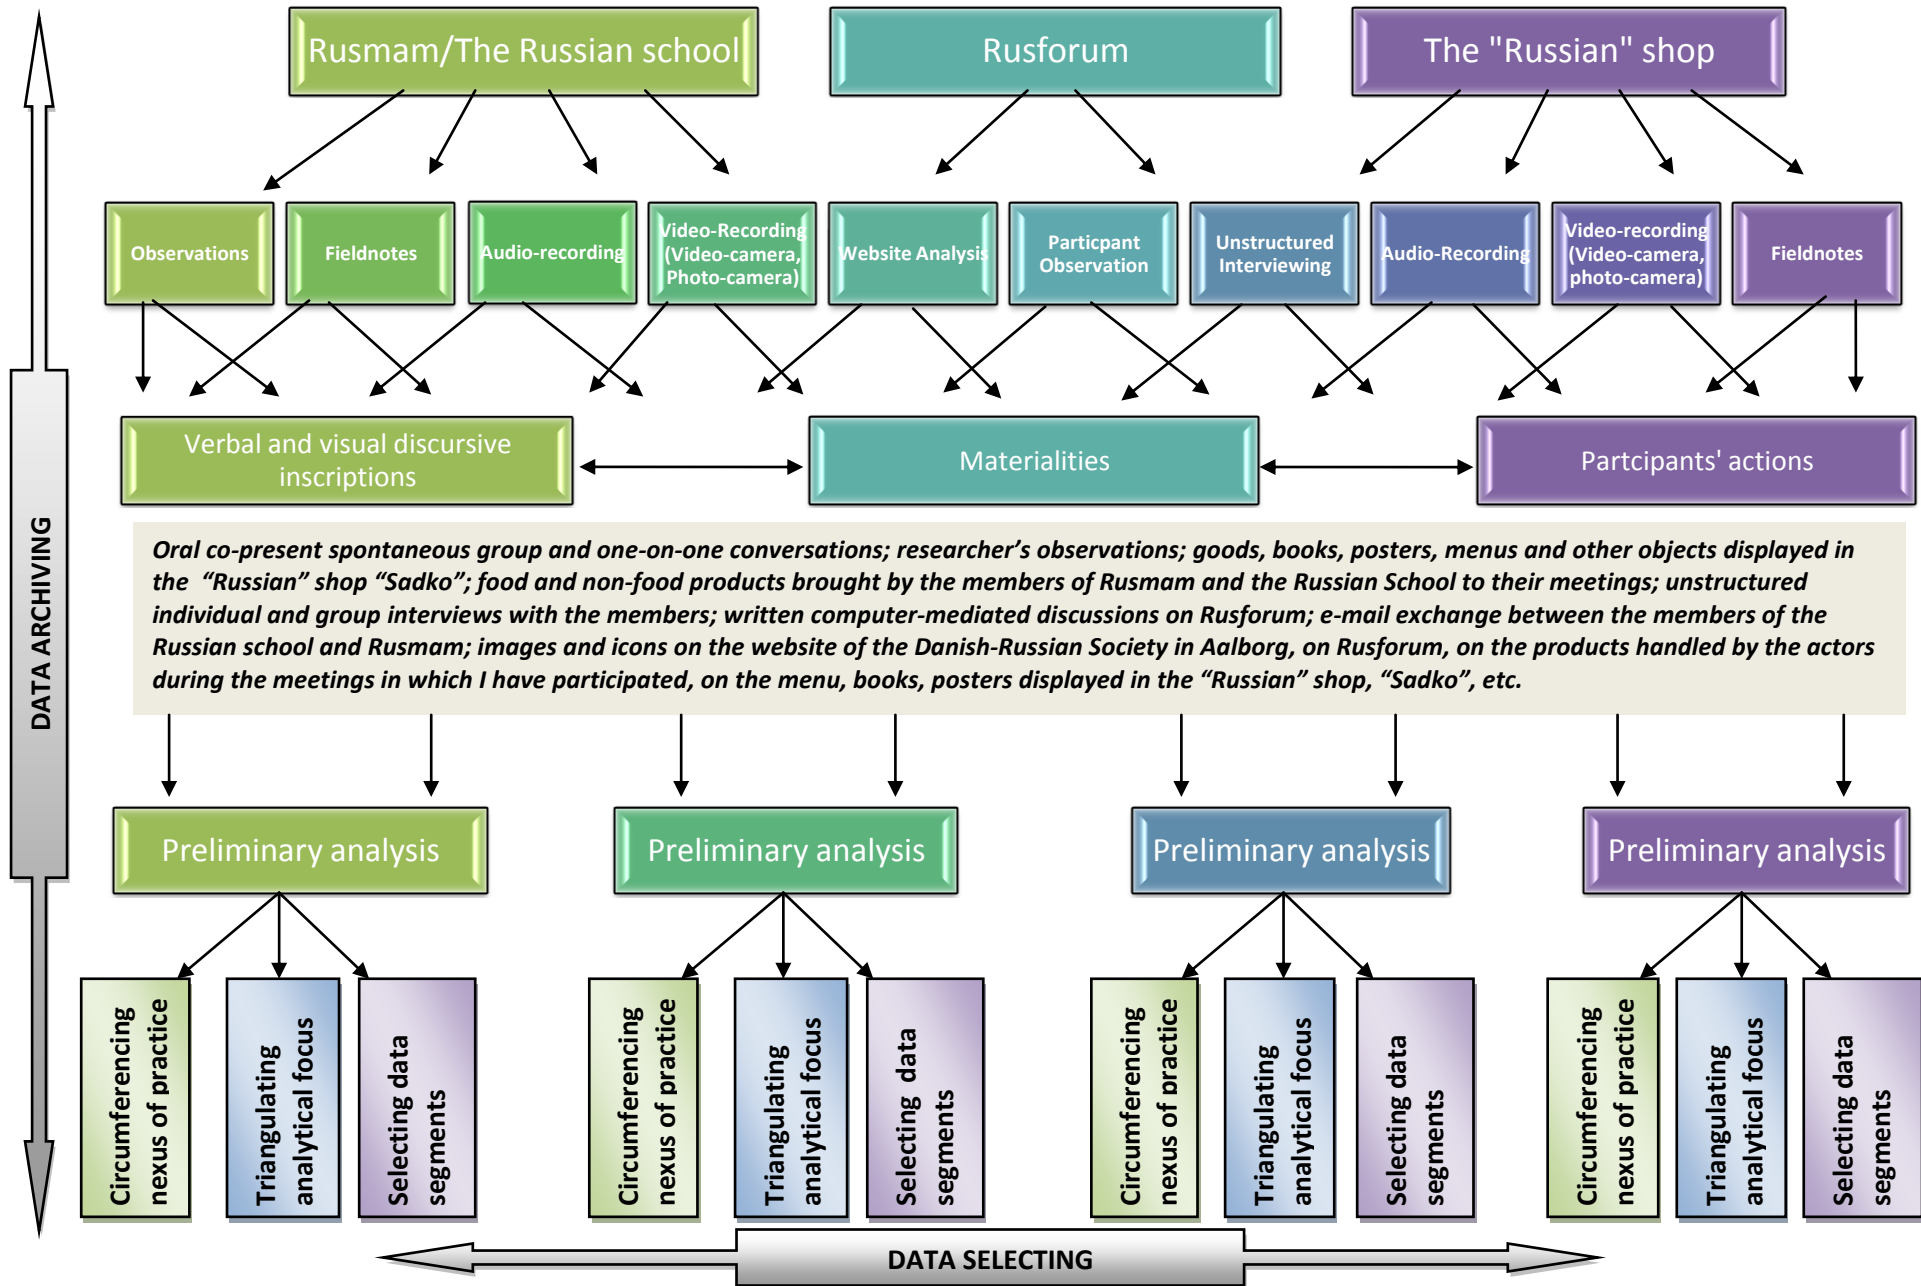 Rusmam/The Russian school
Rusforum
The "Russian" shop
Observations
Fieldnotes
Audio-recording
Video-Recording
(Video-camera,
Photo-camera)
Website Analysis
Particpant
Observation
Unstructured
Interviewing
Audio-Recording
Video-recording
(Video-camera,
photo-camera)
Fieldnotes
Verbal and visual discursive
inscriptions
Materialities
Partcipants' actions
DATA ARCHIVING
Oral co-present spontaneous group and one-on-one conversations; researcher’s observations; goods, books, posters, menus and other objects displayed in
the “Russian” shop “Sadko”; food and non-food products brought by the members of Rusmam and the Russian School to their meetings; unstructured
individual and group interviews with the members; written computer-mediated discussions on Rusforum; e-mail exchange between the members of the
Russian school and Rusmam; images and icons on the website of the Danish-Russian Society in Aalborg, on Rusforum, on the products handled by the actors
during the meetings in which I have participated, on the menu, books, posters displayed in the “Russian” shop, “Sadko”, etc.
Preliminary analysis
Preliminary analysis
Preliminary analysis
Preliminary analysis
Circumferencing
nexus of practice
Triangulating
analytical focus
Selecting data
segments
Circumferencing
nexus of practice
Triangulating
analytical focus
Selecting data
segments
Circumferencing
nexus of practice
Triangulating
analytical focus
Selecting data
segments
Circumferencing
nexus of practice
Triangulating
analytical focus
Selecting data
segments
DATA SELECTING